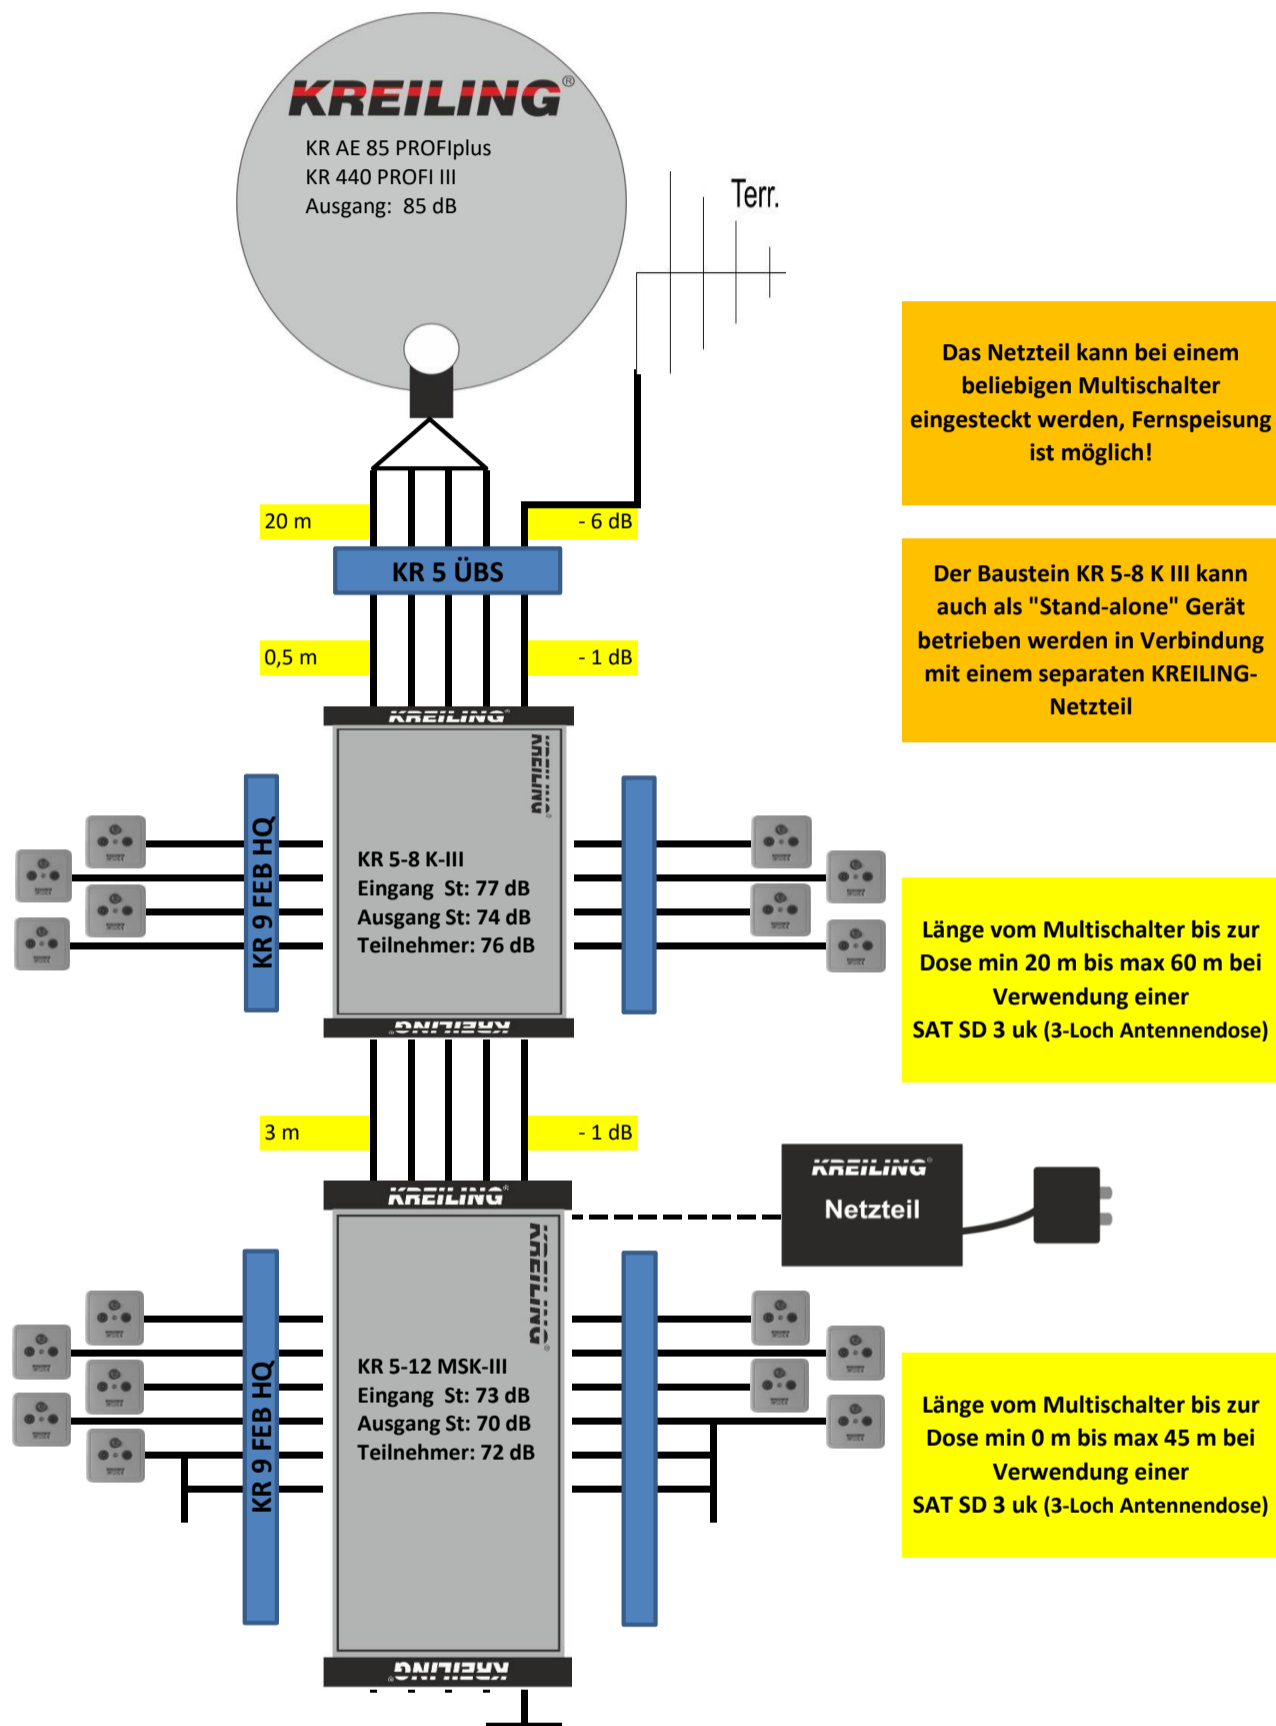 KREILING®
KR AE 85 PROFIplus
KR 440 PROFI III
Ausgang: 85 dB
Terr.
Das Netzteil kann bei einem
beliebigen Multischalter
eingesteckt werden, Fernspeisung
ist möglich!
20 m
- 6 dB
KR 5 ÜBS
Der Baustein KR 5-8 K III kann
auch als "Stand-alone" Gerät
betrieben werden in Verbindung
mit einem separaten KREILING-
Netzteil
0,5 m
- 1 dB
KREILING®
KREILING®
KR 9 FEB HQ
KR 5-8 K-III
Eingang St: 77 dB
Ausgang St: 74 dB
Teilnehmer: 76 dB
KREILING®
Länge vom Multischalter bis zur
Dose min 20 m bis max 60 m bei
Verwendung einer
SAT SD 3 uk (3-Loch Antennendose)
3 m
- 1 dB
KREILING®
Netzteil
KREILING®
KREILING®
KR 9 FEB HQ
KR 5-12 MSK-III
Eingang St: 73 dB
Ausgang St: 70 dB
Teilnehmer: 72 dB
KREILING®
Länge vom Multischalter bis zur
Dose min 0 m bis max 45 m bei
Verwendung einer
SAT SD 3 uk (3-Loch Antennendose)